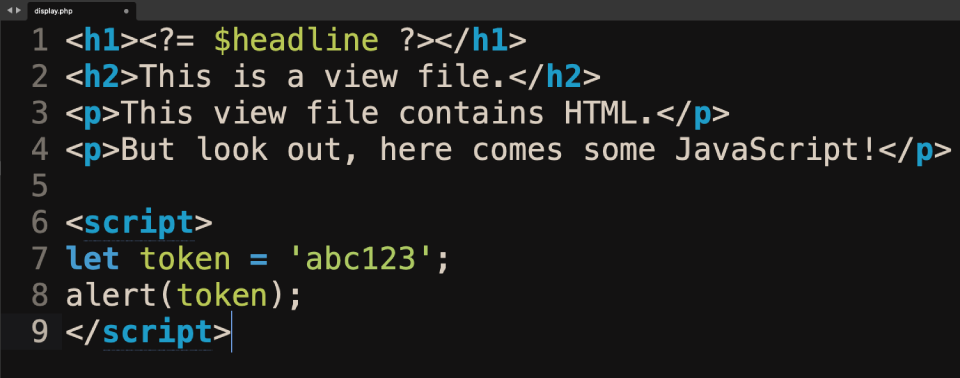 display.php
1 <h1><?= $headline ?></h1>
2 <h2>This is a view file.</h2>
3 <p>This view file contains HTML.</p>
4 <p>But look out, here comes some JavaScript!</p>
5
6 <script>
7 let token = 'abc123';
8 alert(token);
9 </script>